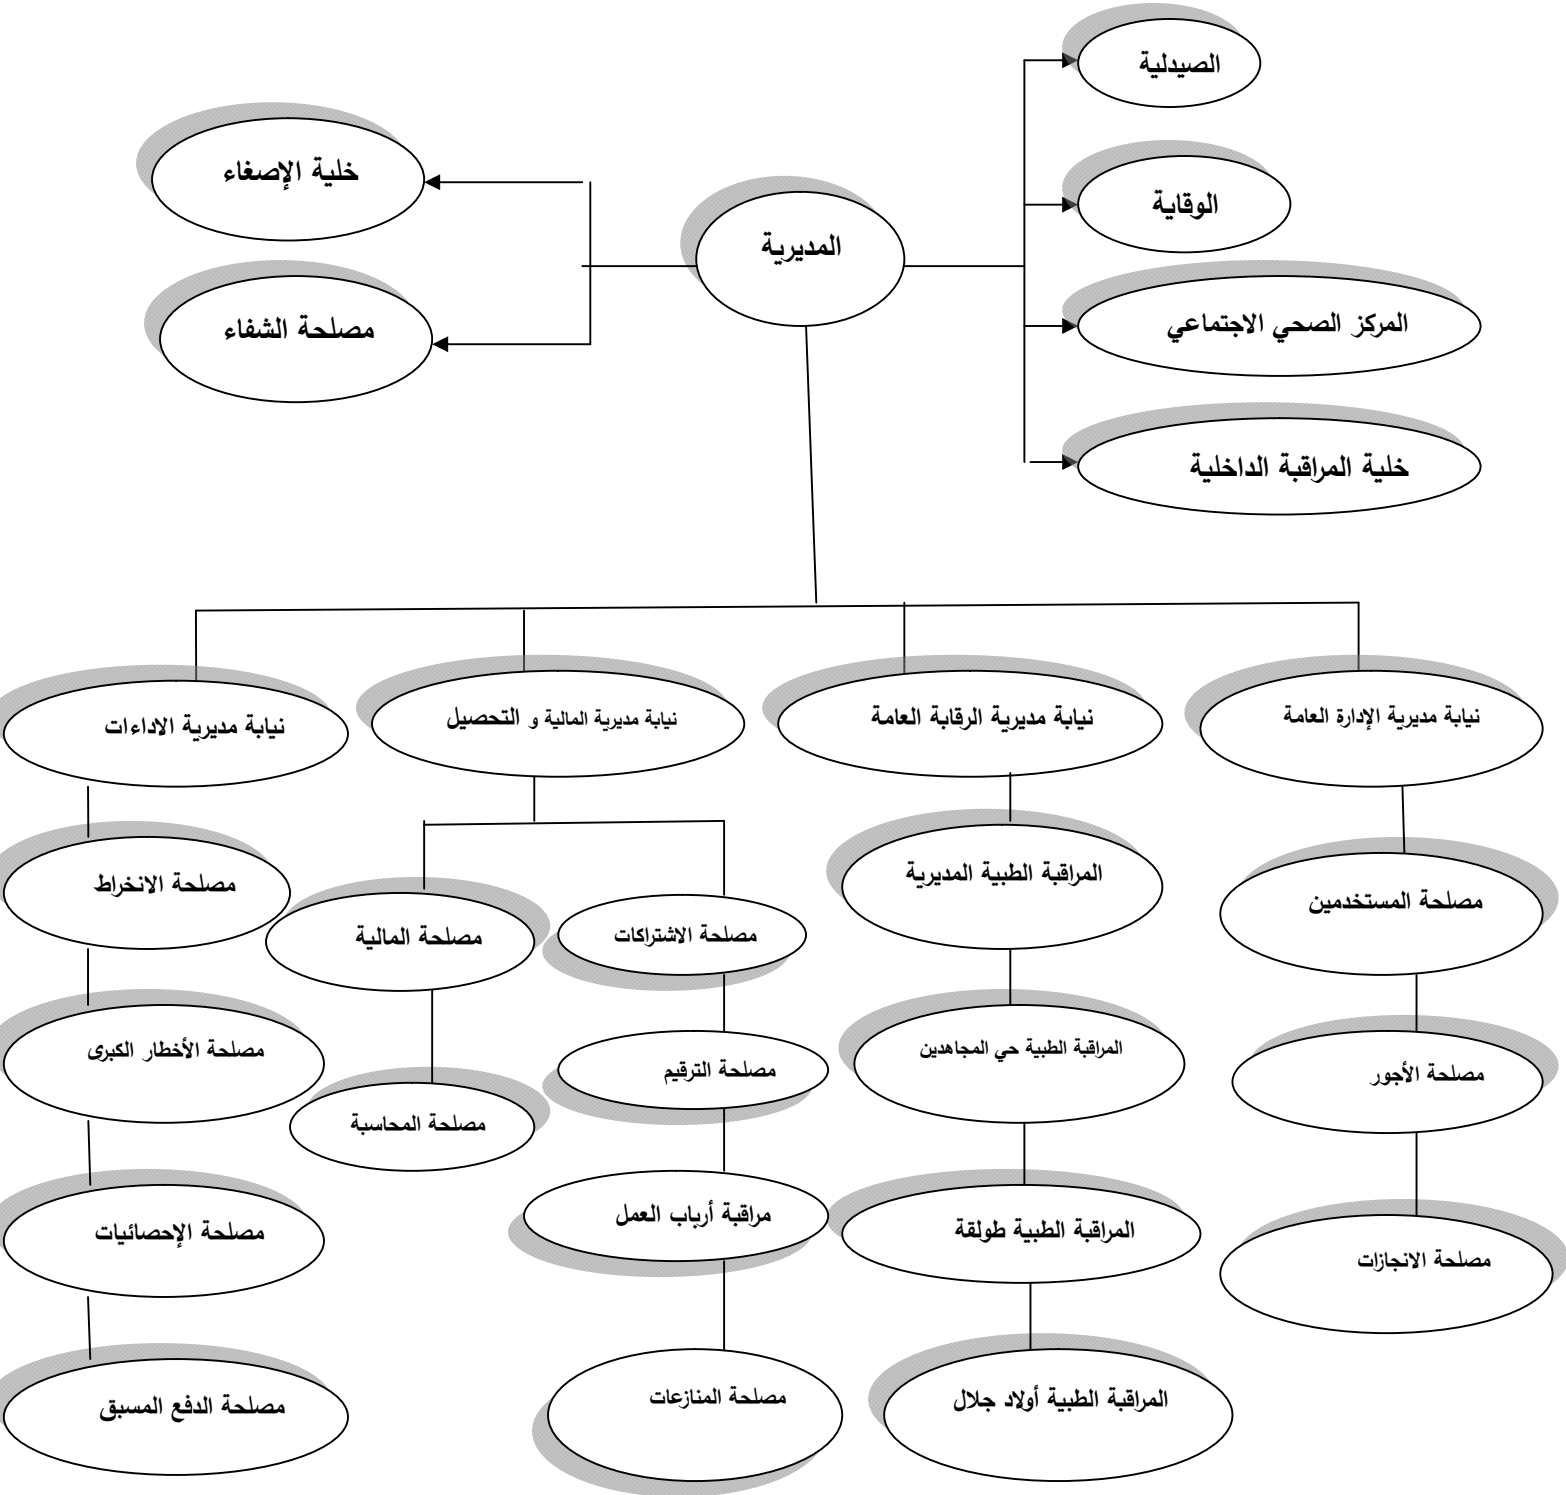 الصيدلية
خلية الإصغاء
الوقاية
المديرية
المركز الصحي الاجتماعي
مصلحة الشفاء
خلية المراقبة الداخلية
نيابة مديرية الإدارة العامة
نيابة مديرية الرقابة العامة
نيابة مديرية المالية و التحصيل
نيابة مديرية الاداءات
مصلحة المستخدمين
المراقبة الطبية المديرية
مصلحة الاشتراكات
مصلحة المالية
مصلحة الانخراط
مصلحة الأجور
المراقبة الطبية حي المجاهدين
مصلحة الترقيم
مصلحة المحاسبة
مصلحة الأخطار الكبرى
مصلحة الانجازات
المراقبة الطبية طولقة
مراقبة أرباب العمل
مصلحة الإحصائيات
المراقبة الطبية أولاد جلال
مصلحة المنازعات
مصلحة الدفع المسبق